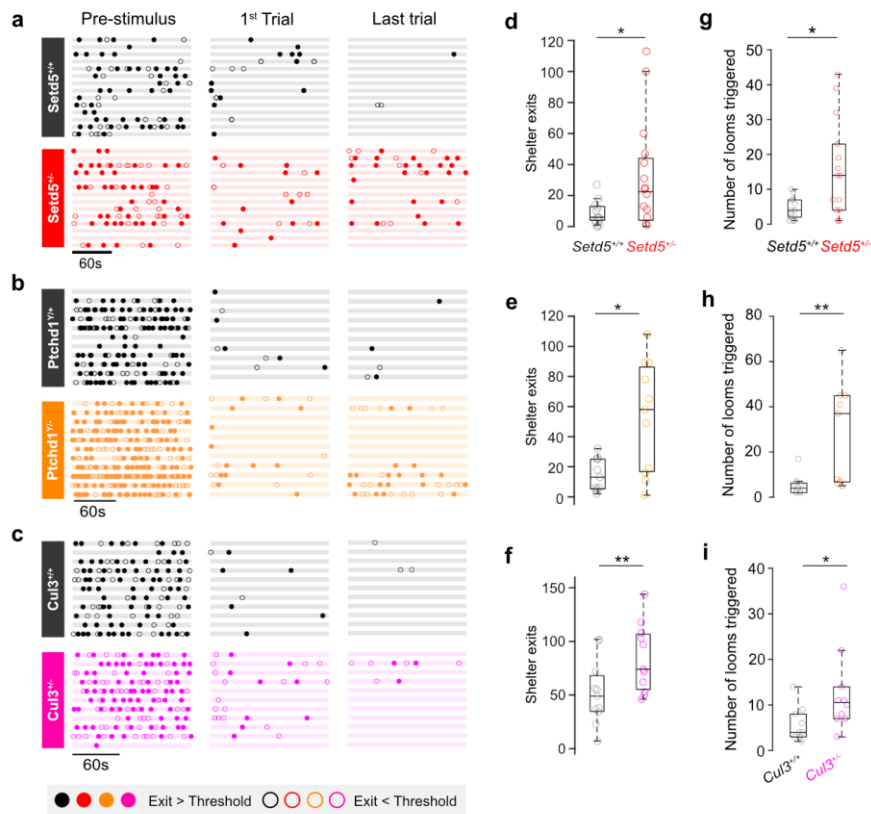 Pre-stimulus 1st Trial Last trial
a
Setd5+/+
Setd5+/-
60s
b
Ptchd1Y/+
Ptchd1Y/-
60s
c
Cul3+/+
Cul3+/-
60s
Exit > Threshold Exit < Threshold
d
*
Shelter exits
120
100
80
60
40
20
0
Setd5+/+ Setd5+/-
e
*
Shelter exits
120
100
80
60
40
20
0
f
**
Shelter exits
150
100
50
0
g
*
Number of looms triggered
50
40
30
20
10
0
Setd5+/+ Setd5+/-
h
**
Number of looms triggered
80
60
40
20
0
i
*
Number of looms triggered
40
30
20
10
0
Cul3+/+ Cul3+/-